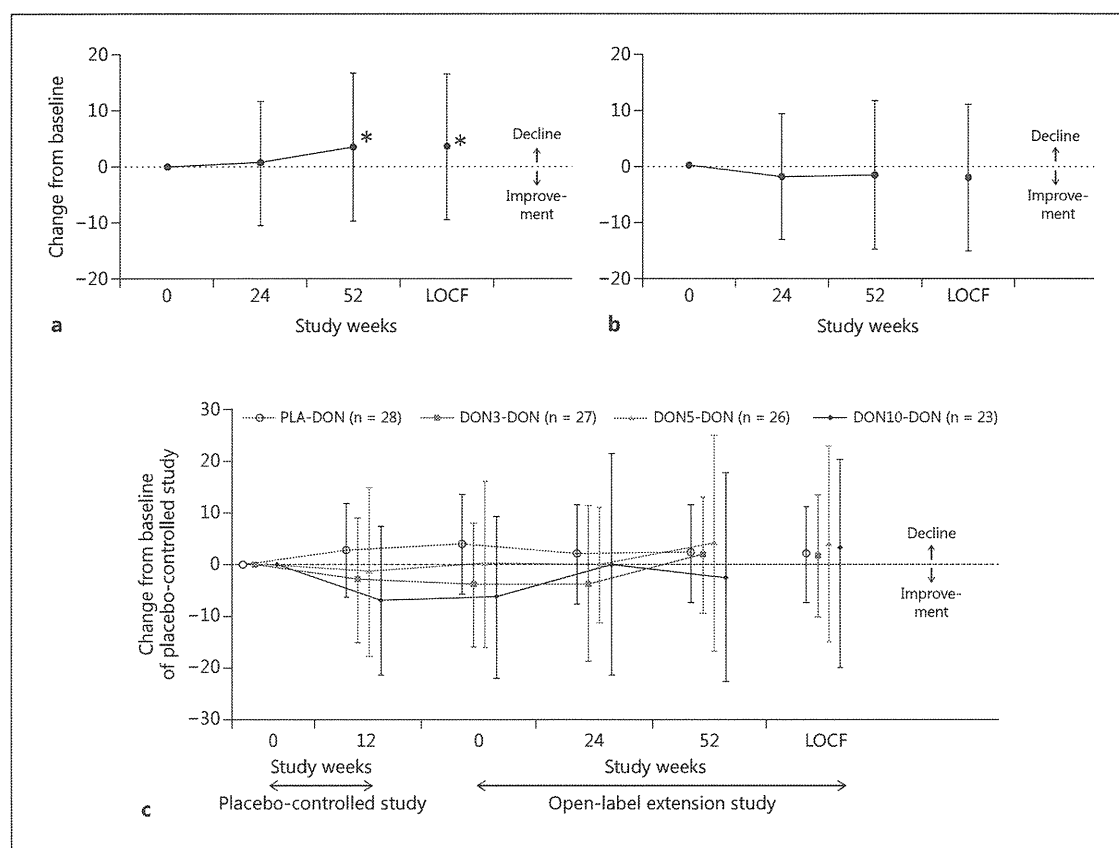 20
10
0
−10
−20
Change from baseline
*
*
Decline
Improve-
ment
0 24 52 LOCF
Study weeks
a
20
10
0
−10
−20
Decline
Improve-
ment
0 24 52 LOCF
Study weeks
b
30
20
10
0
−10
−20
−30
Change from baseline
of placebo-controlled study
PLA-DON (n = 28) DON3-DON (n = 27) DON5-DON (n = 26) DON10-DON (n = 23)
Decline
Improve-
ment
0 12 0 24 52 LOCF
Study weeks Study weeks
Placebo-controlled study Open-label extension study
c